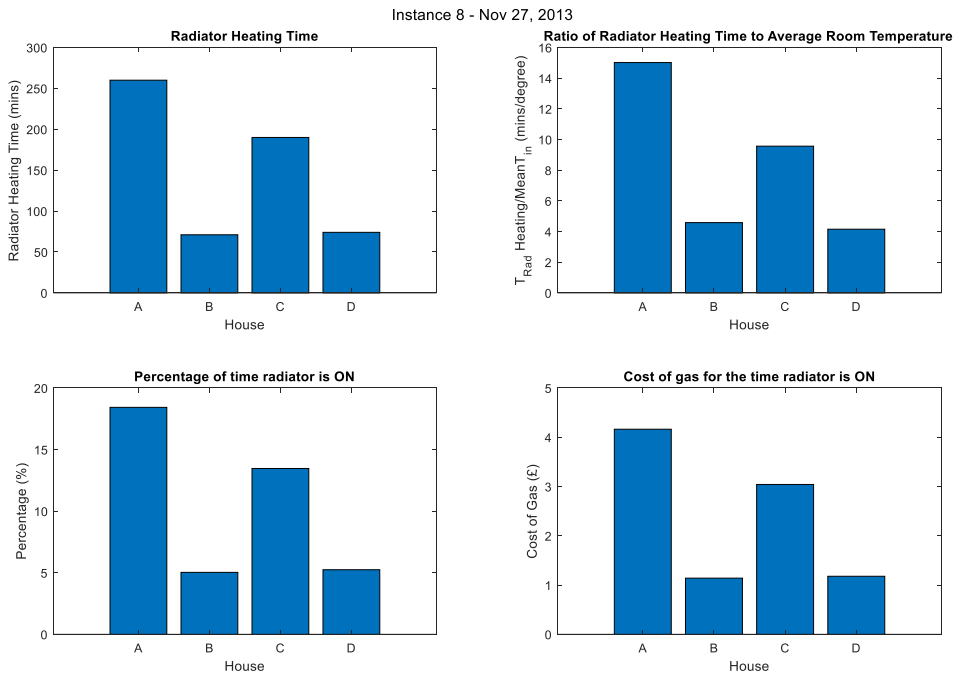 Instance 8 - Nov 27, 2013
Radiator Heating Time
300
250
200
150
100
50
0
Radiator Heating Time (mins)
A B C D
House
Ratio of Radiator Heating Time to Average Room Temperature
16
14
12
10
8
6
4
2
0
T_Rad Heating/MeanT_in (mins/degree)
A B C D
House
Percentage of time radiator is ON
20
15
10
5
0
Percentage (%)
A B C D
House
Cost of gas for the time radiator is ON
5
4
3
2
1
0
Cost of Gas (£)
A B C D
House